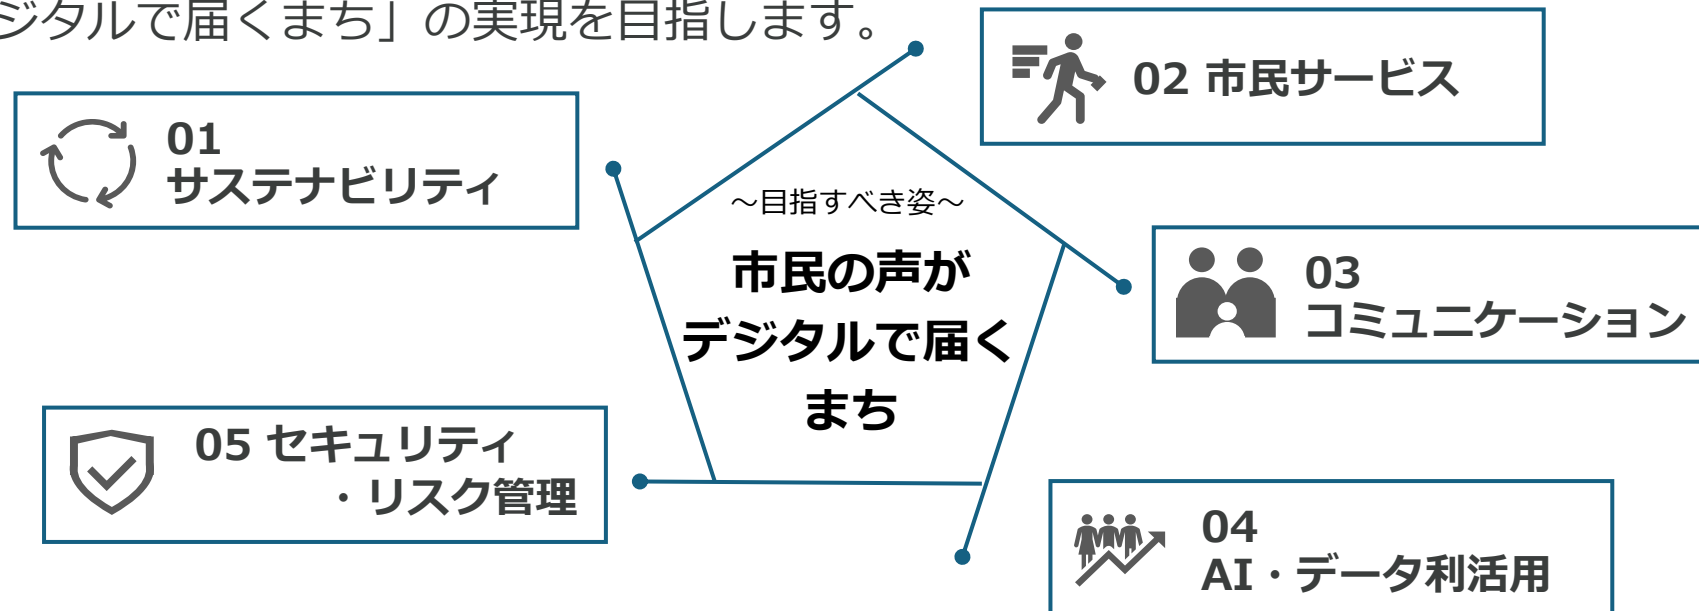 ジタルで届くまち」の実現を目指します。
01
サステナビリティ
02 市民サービス
～目指すべき姿～
市民の声が
デジタルで届く
まち
03
コミュニケーション
04
AI・データ利活用
05 セキュリティ
・リスク管理